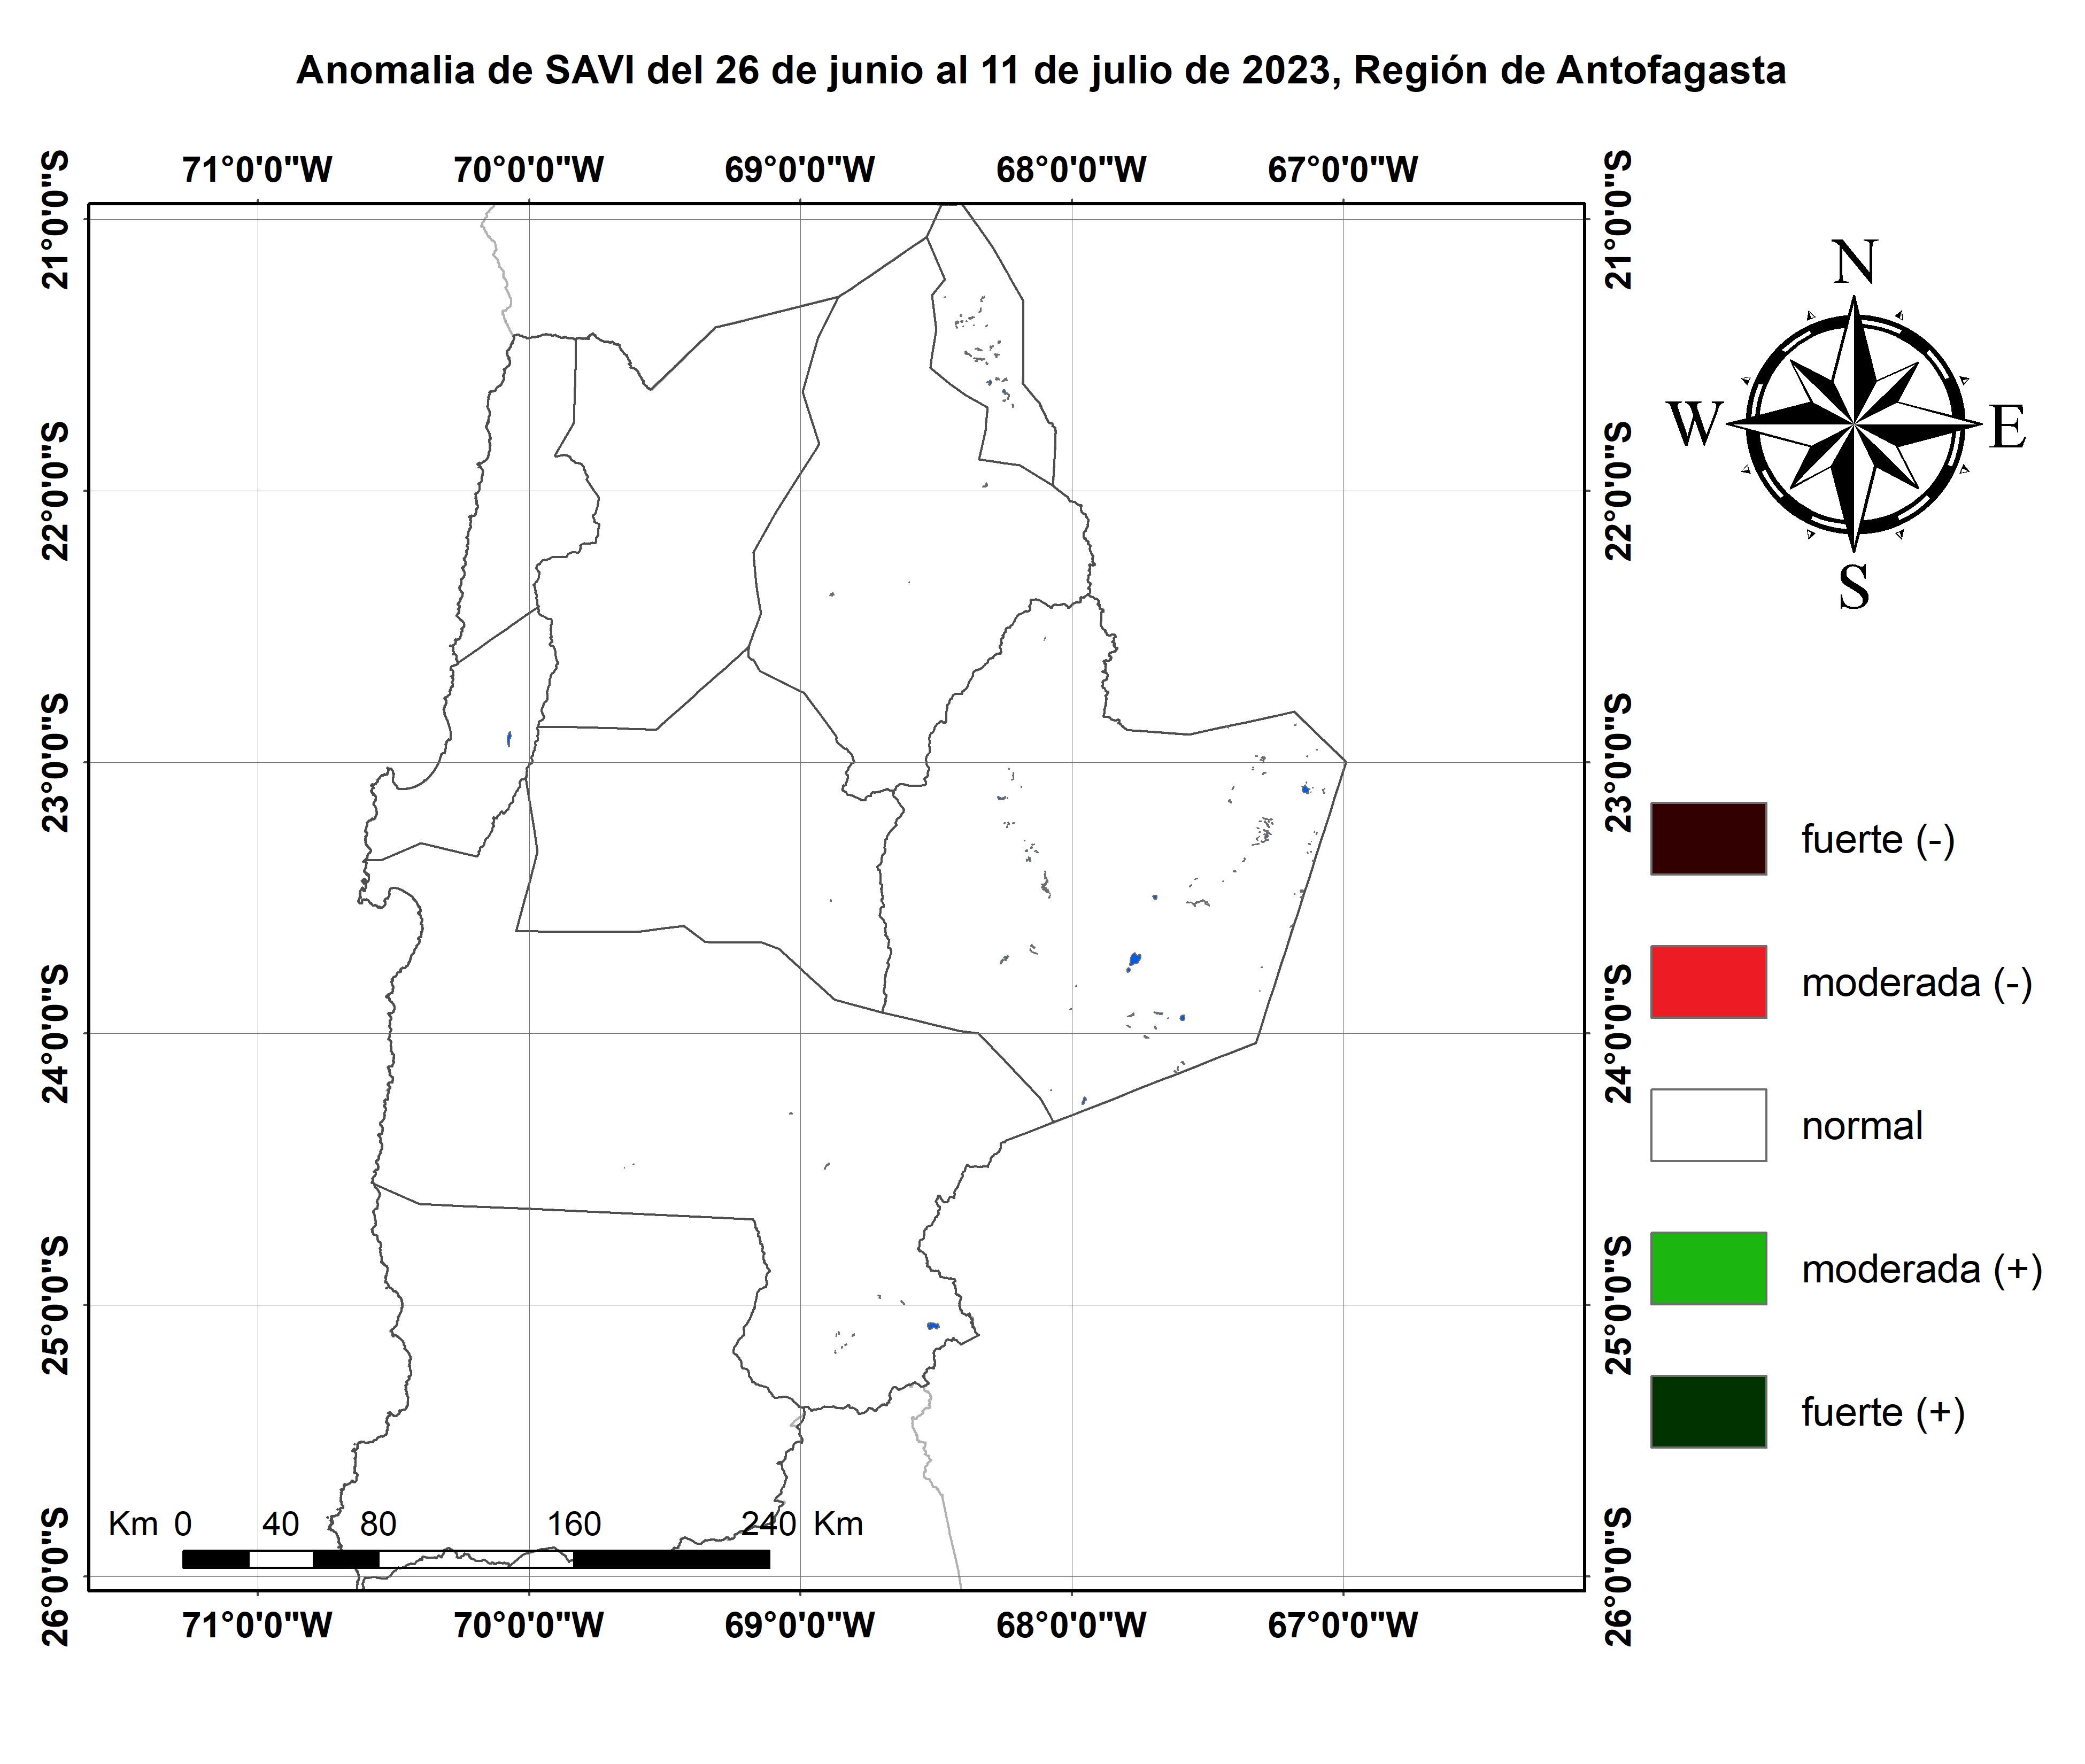 Anomalia de SAVI del 26 de junio al 11 de julio de 2023, Región de Antofagasta
71°0'0"W 70°0'0"W 69°0'0"W 68°0'0"W 67°0'0"W
21°0'0"S 21°0'0"S
22°0'0"S 22°0'0"S
23°0'0"S 23°0'0"S
24°0'0"S 24°0'0"S
25°0'0"S 25°0'0"S
26°0'0"S 26°0'0"S
N
W E
S
fuerte (-)
moderada (-)
normal
moderada (+)
fuerte (+)
Km 0 40 80 160 240 Km
71°0'0"W 70°0'0"W 69°0'0"W 68°0'0"W 67°0'0"W